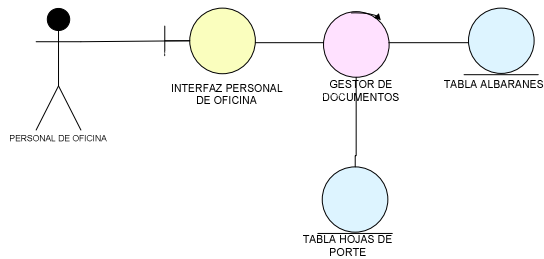 INTERFAZ PERSONAL
DE OFICINA
GESTOR DE
DOCUMENTOS
TABLA ALBARANES
PERSONAL DE OFICINA
TABLA HOJAS DE
PORTE